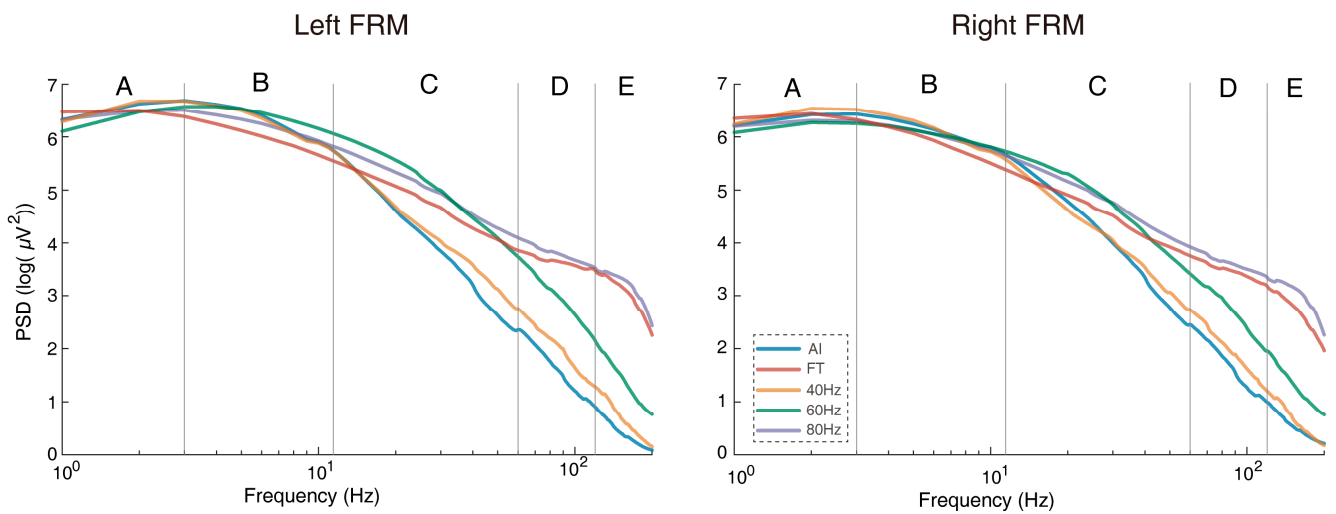 Left FRM
Right FRM
A B C D E
A B C D E
7
6
5
4
3
2
1
0
7
6
5
4
3
2
1
0
PSD (log( μV²))
10⁰ 10¹ 10²
10⁰ 10¹ 10²
Frequency (Hz)
Frequency (Hz)
AI
FT
40Hz
60Hz
80Hz